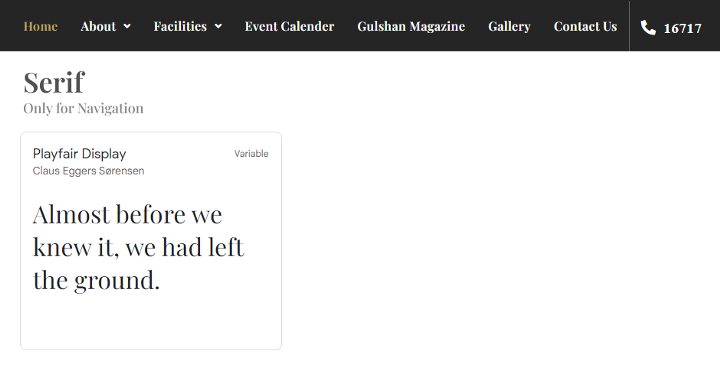 Home About Facilities Event Calender Gulshan Magazine Gallery Contact Us 16717
Serif
Only for Navigation
Playfair Display Variable
Claus Eggers Sørensen
Almost before we
knew it, we had left
the ground.